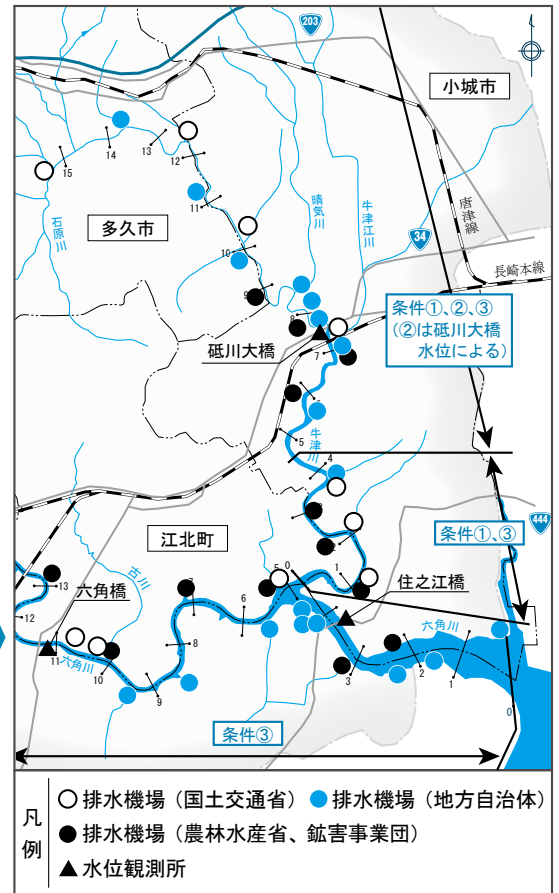 203
小城市
15
14
13
12
11
10
9
8
7
5
4
石原川
多久市
晴気川
牛津江川
34
唐津線
長崎本線
砥川大橋
条件①、②、③
(②は砥川大橋
水位による)
牛津川
条件①、③
444
江北町
古川
六角橋
住之江橋
0
1
5
6
7
8
9
10
11
12
13
六角川
六角川
3
2
1
0
条件③
凡例
排水機場(国土交通省)
排水機場(地方自治体)
排水機場(農林水産省、鉱害事業団)
水位観測所